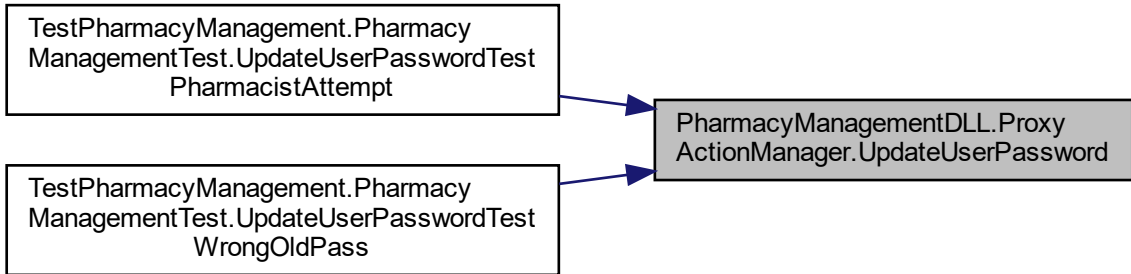 TestPharmacyManagement.Pharmacy
ManagementTest.UpdateUserPasswordTest
PharmacistAttempt
PharmacyManagementDLL.Proxy
ActionManager.UpdateUserPassword
TestPharmacyManagement.Pharmacy
ManagementTest.UpdateUserPasswordTest
WrongOldPass